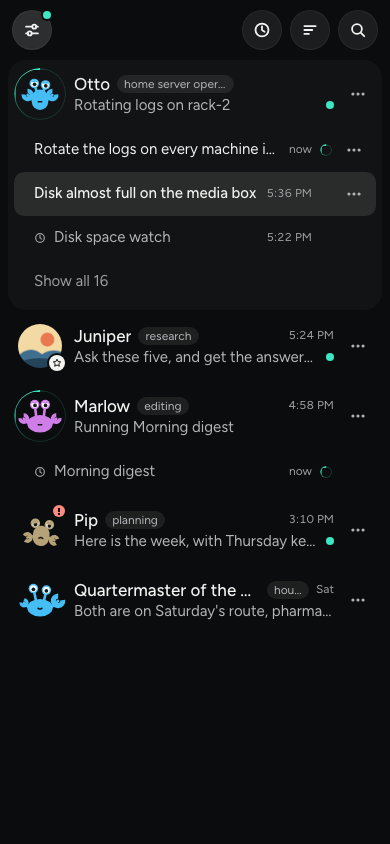 Otto home server oper...
Rotating logs on rack-2
Rotate the logs on every machine i... now
Disk almost full on the media box 5:36 PM
Disk space watch 5:22 PM
Show all 16
Juniper research 5:24 PM
Ask these five, and get the answer...
Marlow editing 4:58 PM
Running Morning digest
Morning digest now
Pip planning 3:10 PM
Here is the week, with Thursday ke...
Quartermaster of the ... hou... Sat
Both are on Saturday's route, pharma...